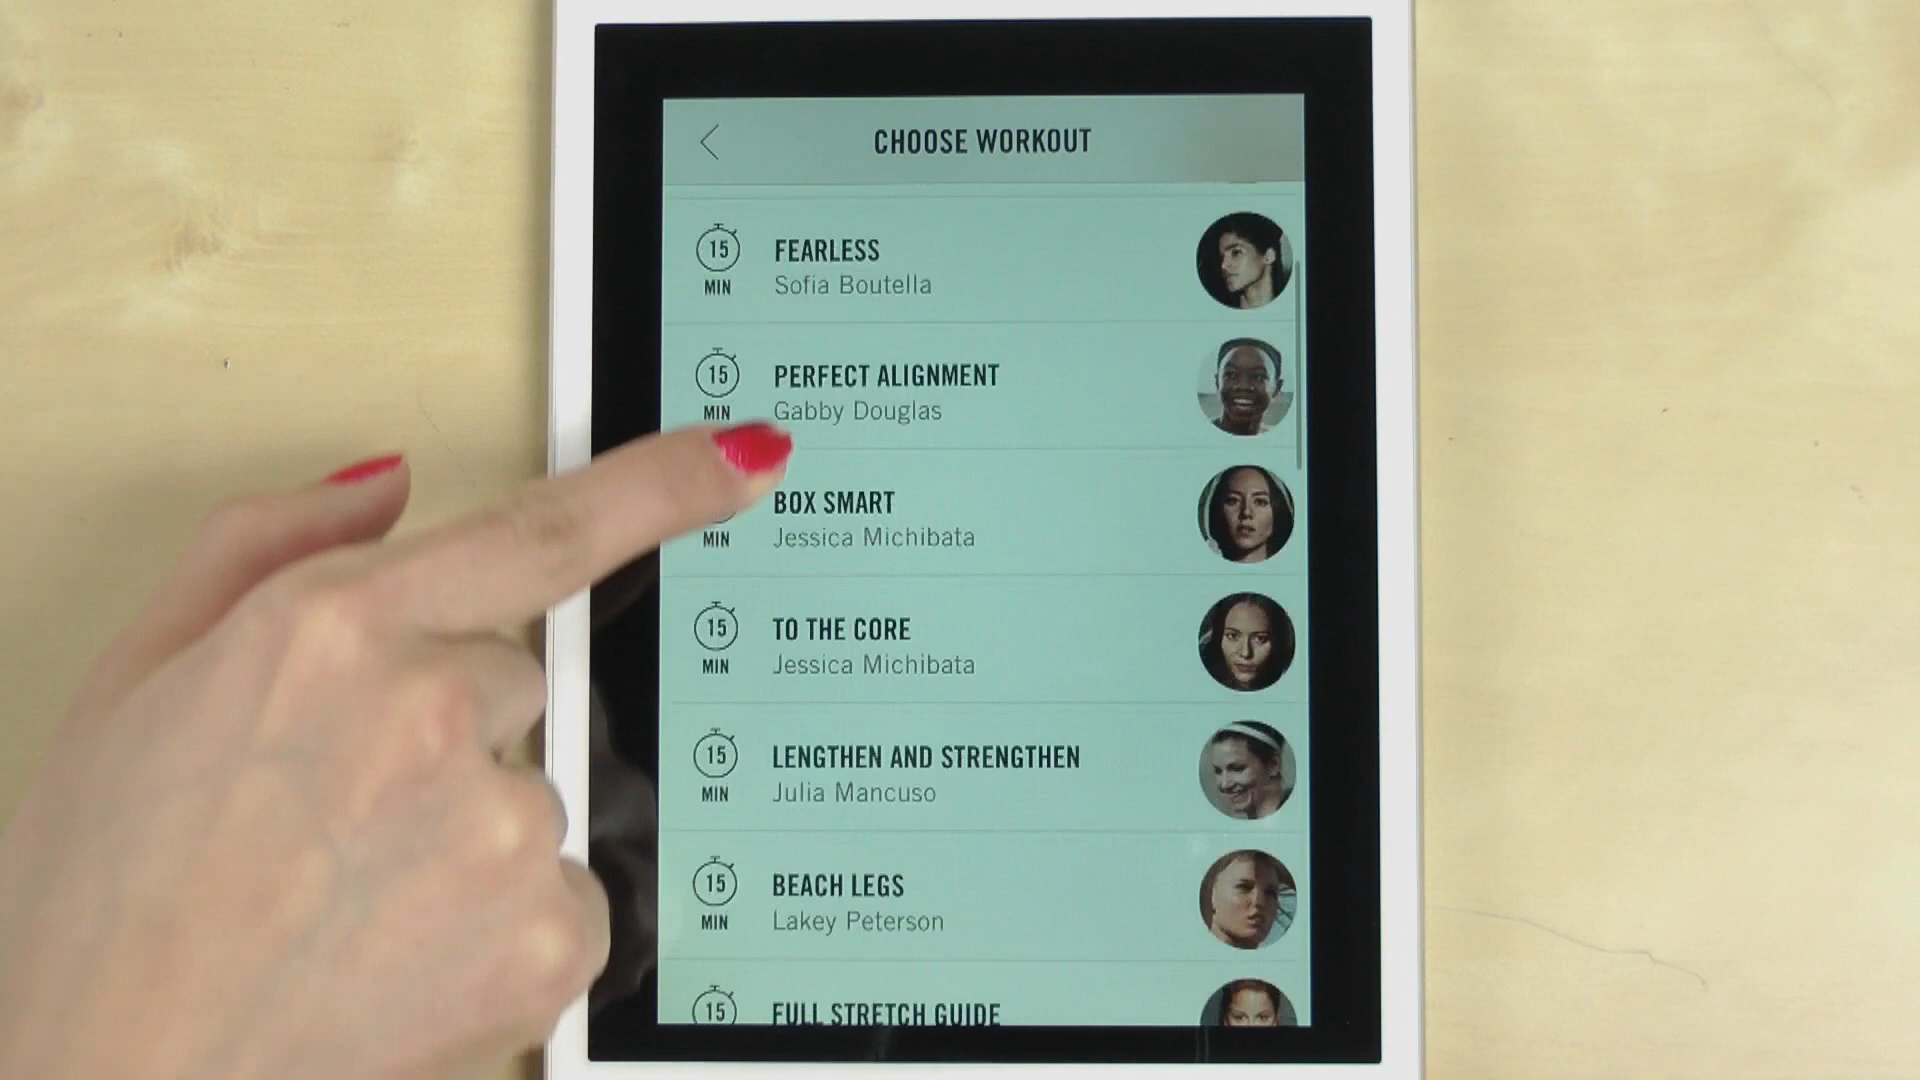 CHOOSE WORKOUT
15
MIN
FEARLESS
Sofia Boutella
15
MIN
PERFECT ALIGNMENT
Gabby Douglas
BOX SMART
MIN
Jessica Michibata
15
MIN
TO THE CORE
Jessica Michibata
15
MIN
LENGTHEN AND STRENGTHEN
Julia Mancuso
15
MIN
BEACH LEGS
Lakey Peterson
15
FULL STRETCH GUIDE